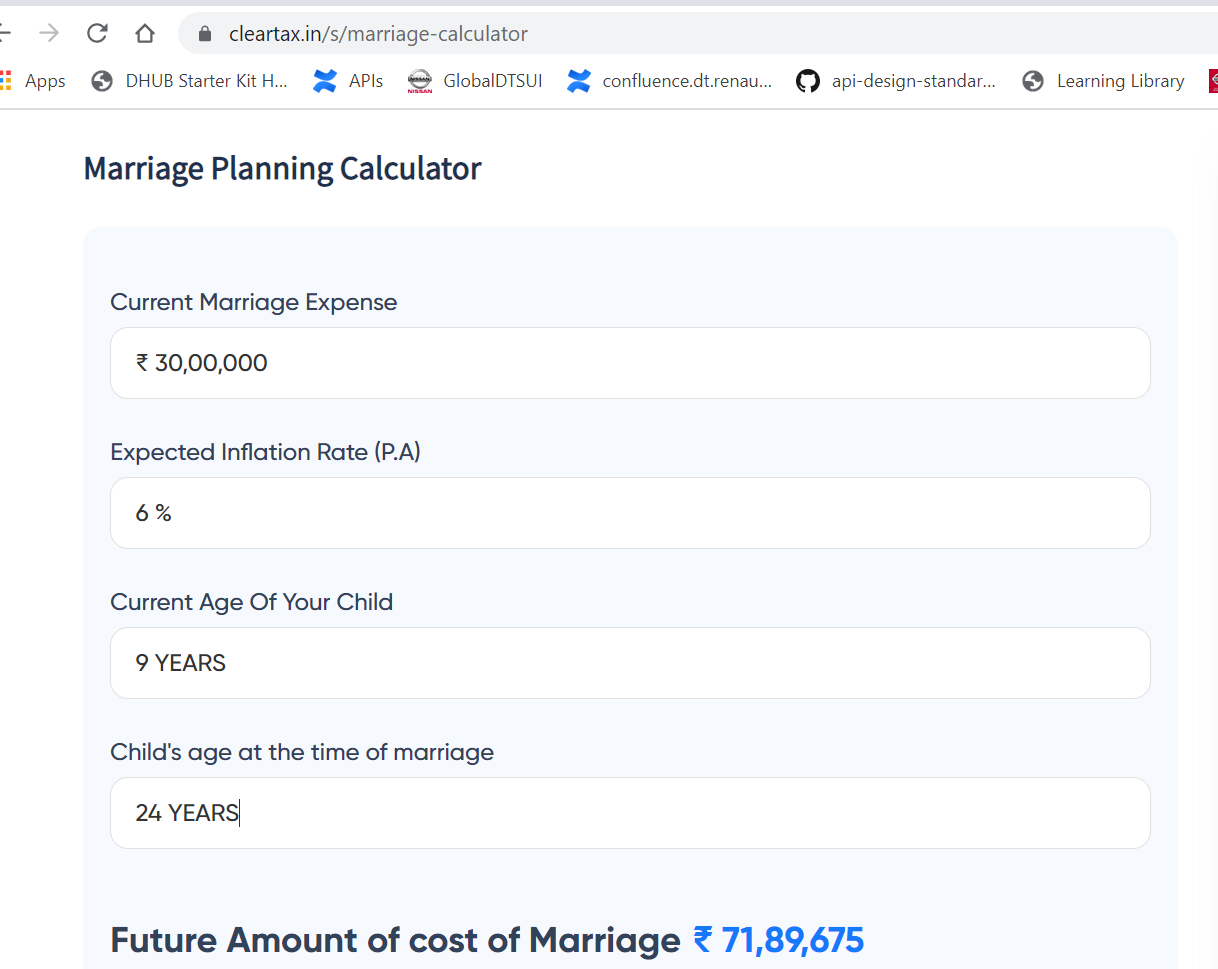 cleartax.in/s/marriage-calculator
Apps DHUB Starter Kit H... APIs NISSAN GlobalDTSUI confluence.dt.renau... api-design-standar... Learning Library
Marriage Planning Calculator
Current Marriage Expense
₹ 30,00,000
Expected Inflation Rate (P.A)
6 %
Current Age Of Your Child
9 YEARS
Child's age at the time of marriage
24 YEARS
Future Amount of cost of Marriage ₹ 71,89,675